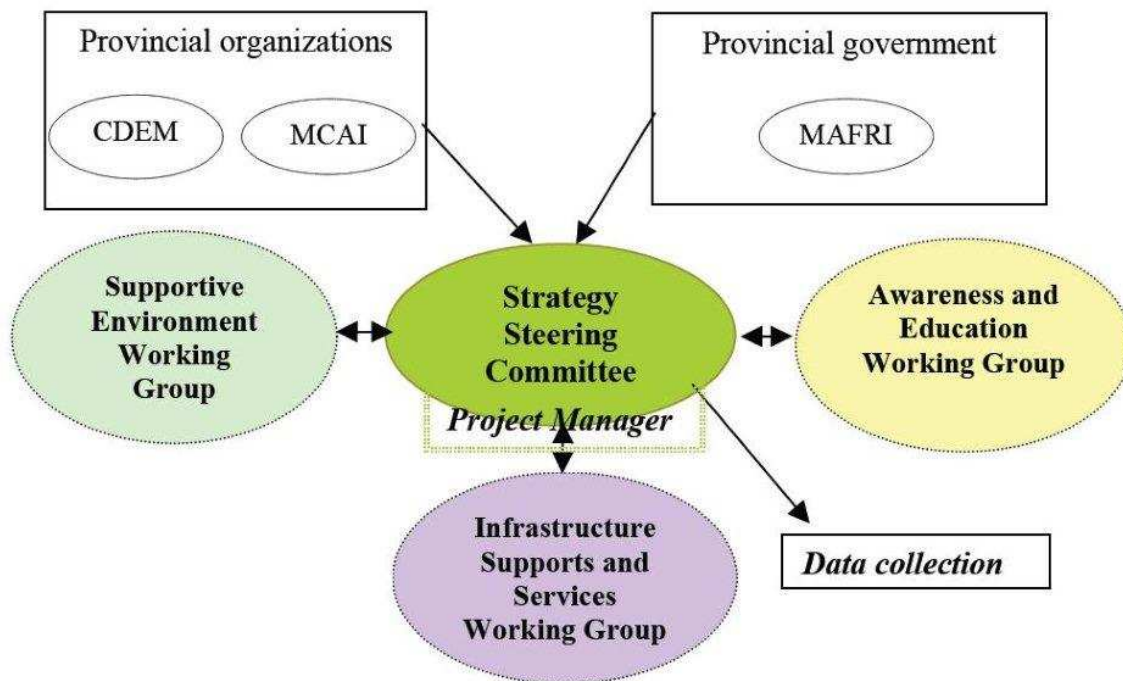 Provincial organizations
CDEM
MCAI
Provincial government
MAFRI
Supportive
Environment
Working
Group
Strategy
Steering
Committee
Project Manager
Awareness and
Education
Working Group
Infrastructure
Supports and
Services
Working Group
Data collection